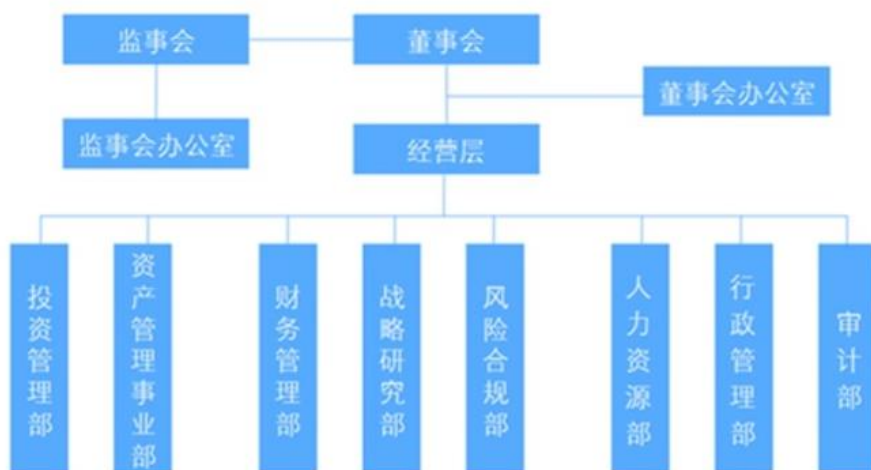 监事会
董事会
董事会办公室
监事会办公室
经营层
投资管理部
资产管理事业部
财务管理部
战略研究部
风险合规部
人力资源部
行政管理部
审计部